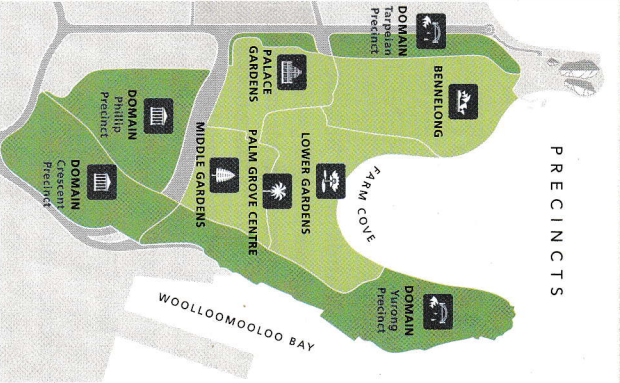 PRECINCTS
DOMAIN
Tarpeian
Precinct
BENNELONG
PALACE
GARDENS
FARM COVE
LOWER GARDENS
PALM GROVE CENTRE
MIDDLE GARDENS
DOMAIN
Phillip
Precinct
DOMAIN
Crescent
Precinct
DOMAIN
Yurong
Precinct
WOOLLOOMOOLOO BAY